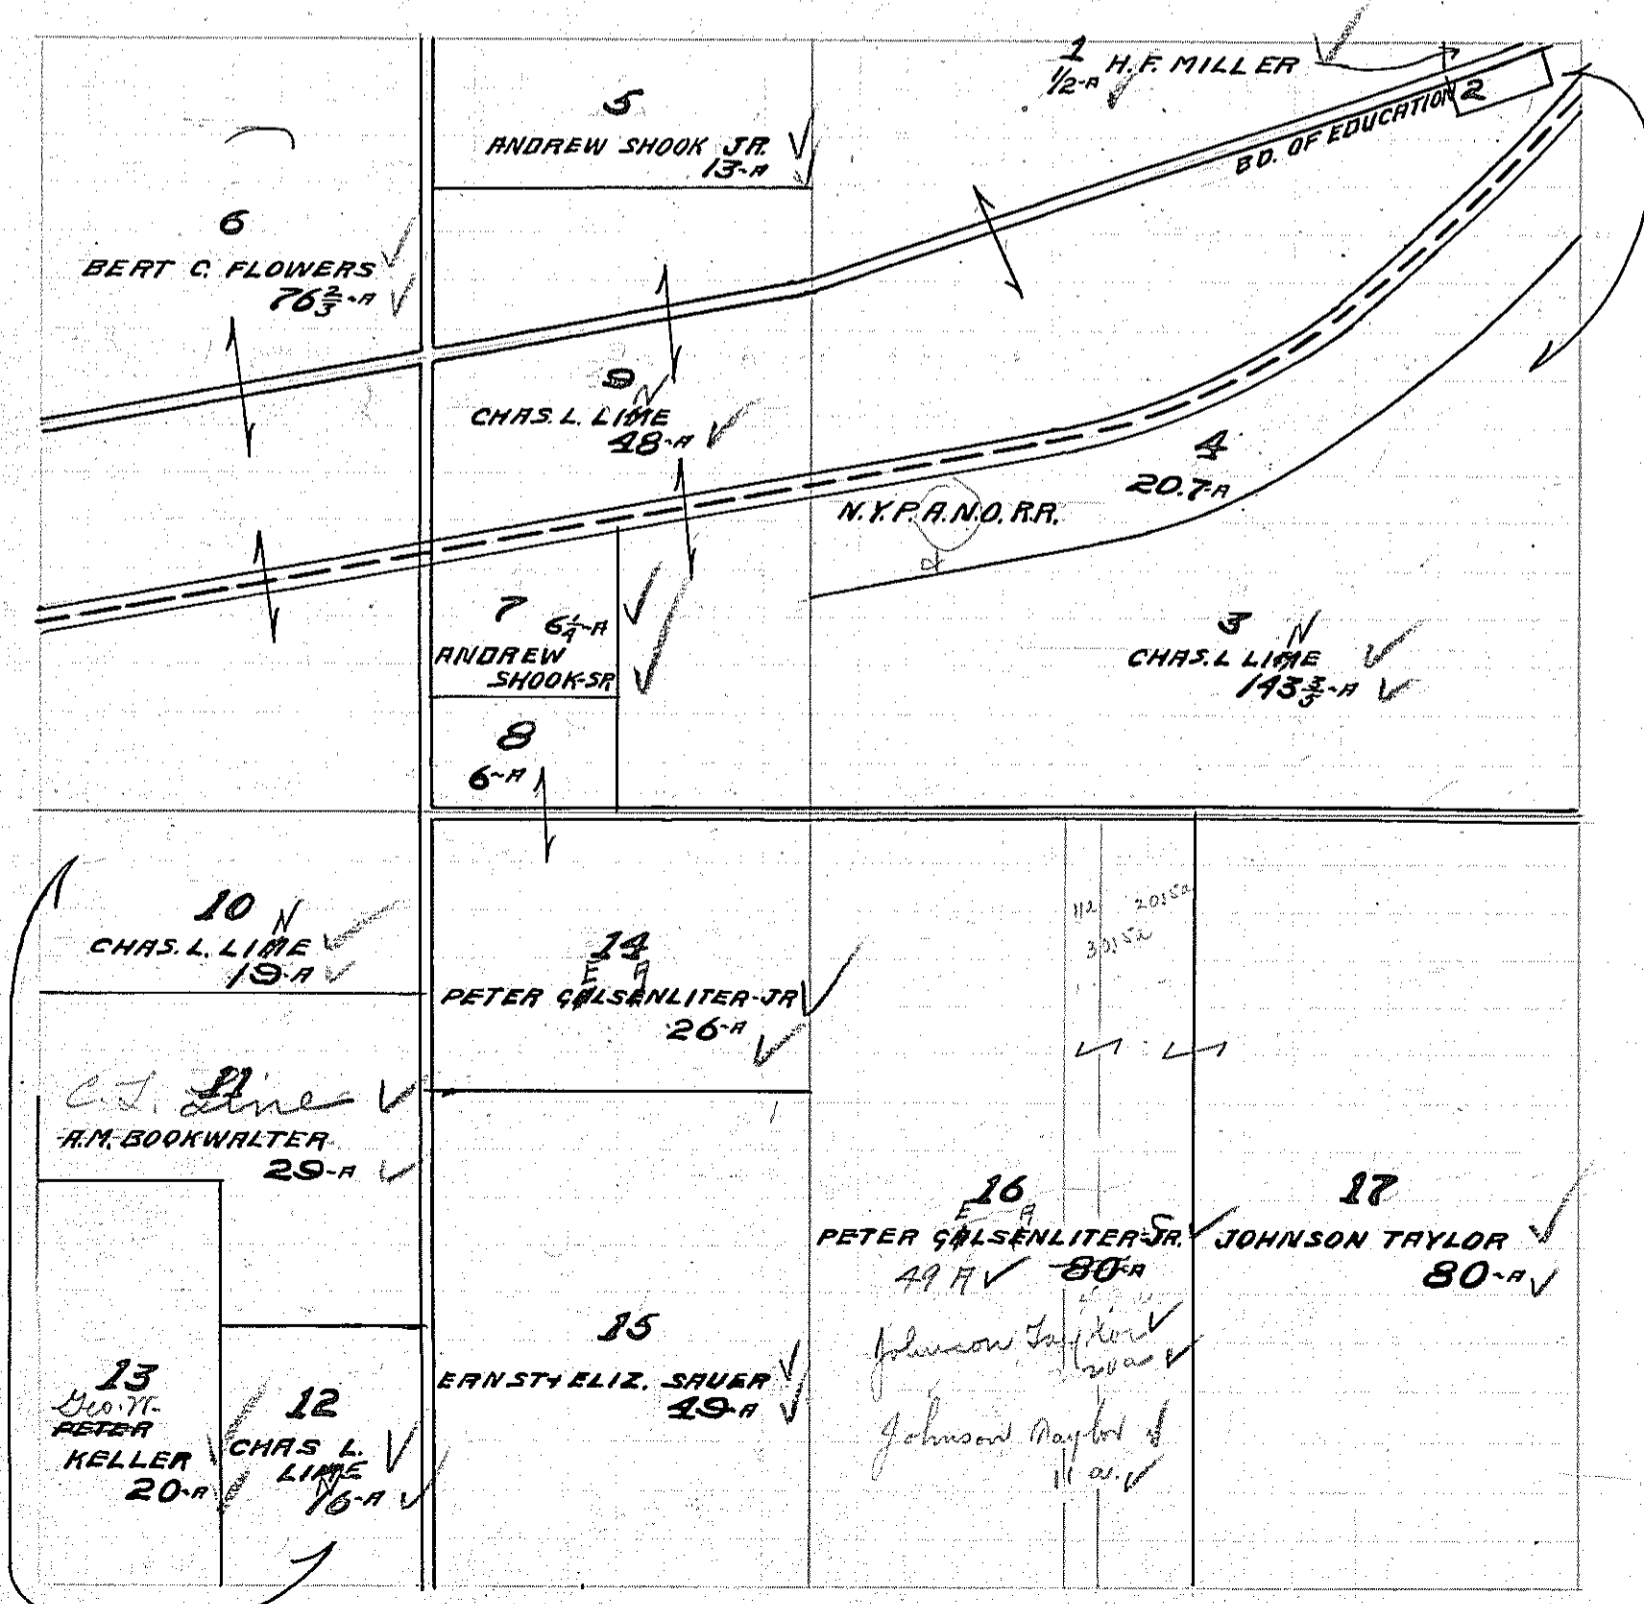 1
1/2-A H.F. MILLER
BD. OF EDUCATION 2
5
ANDREW SHOOK JR.
13-A
6
BERT C. FLOWERS
76 2/3-A
9
N
CHAS. L. LIME
48-A
4
20.7-A
N.Y.P.A.N.O. R.R.
7 6 1/4-A
ANDREW
SHOOK-SR.
8
6-A
3
N
CHAS. L LIME
143 3/5-A
10
N
CHAS. L. LIME
19-A
14
E A
PETER GALSENLITER-JR
26-A
11
C. L. Line
A.M. BOOKWALTER
29-A
16
E A
PETER GALSENLITER-JR. S
49 A 80-A
Johnson Taylor
20 a
Johnson Taylor
11 a.
17
JOHNSON TAYLOR
80-A
15
ERNST & ELIZ. SAUER
49-A
13
Geo. W.
PETER
KELLER
20-A
12
CHAS L.
LIME
N
16-A